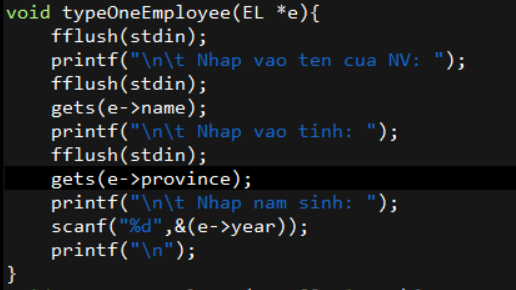 void typeOneEmployee(EL *e){
    fflush(stdin);
    printf("\n\t Nhap vao ten cua NV: ");
    fflush(stdin);
    gets(e->name);
    printf("\n\t Nhap vao tinh: ");
    fflush(stdin);
    gets(e->province);
    printf("\n\t Nhap nam sinh: ");
    scanf("%d",&(e->year));
    printf("\n");
}